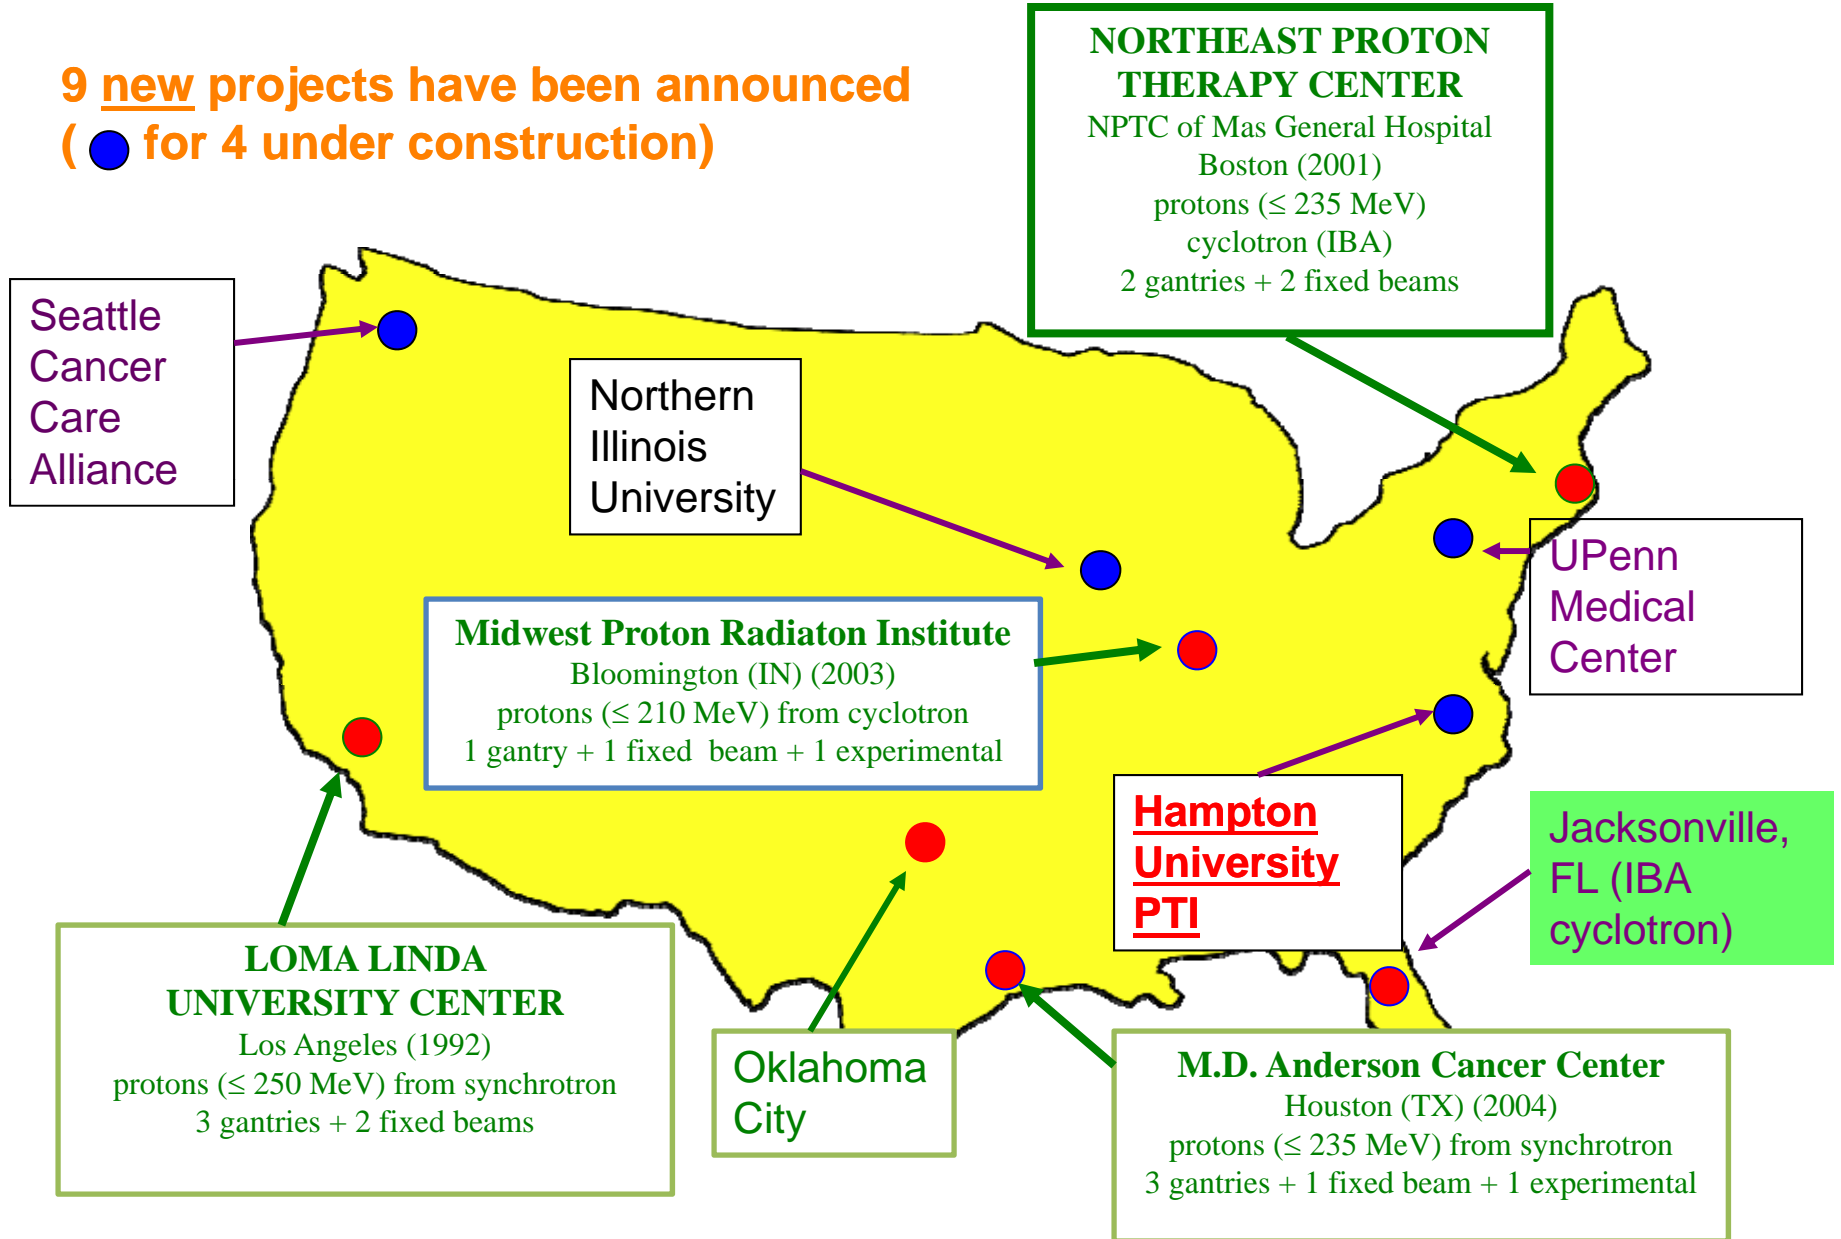 9 new projects have been announced
( for 4 under construction)
NORTHEAST PROTON
THERAPY CENTER
NPTC of Mas General Hospital
Boston (2001)
protons (≤ 235 MeV)
cyclotron (IBA)
2 gantries + 2 fixed beams
Seattle
Cancer
Care
Alliance
Northern
Illinois
University
UPenn
Medical
Center
Midwest Proton Radiaton Institute
Bloomington (IN) (2003)
protons (≤ 210 MeV) from cyclotron
1 gantry + 1 fixed beam + 1 experimental
Hampton
University
PTI
Jacksonville,
FL (IBA
cyclotron)
LOMA LINDA
UNIVERSITY CENTER
Los Angeles (1992)
protons (≤ 250 MeV) from synchrotron
3 gantries + 2 fixed beams
Oklahoma
City
M.D. Anderson Cancer Center
Houston (TX) (2004)
protons (≤ 235 MeV) from synchrotron
3 gantries + 1 fixed beam + 1 experimental